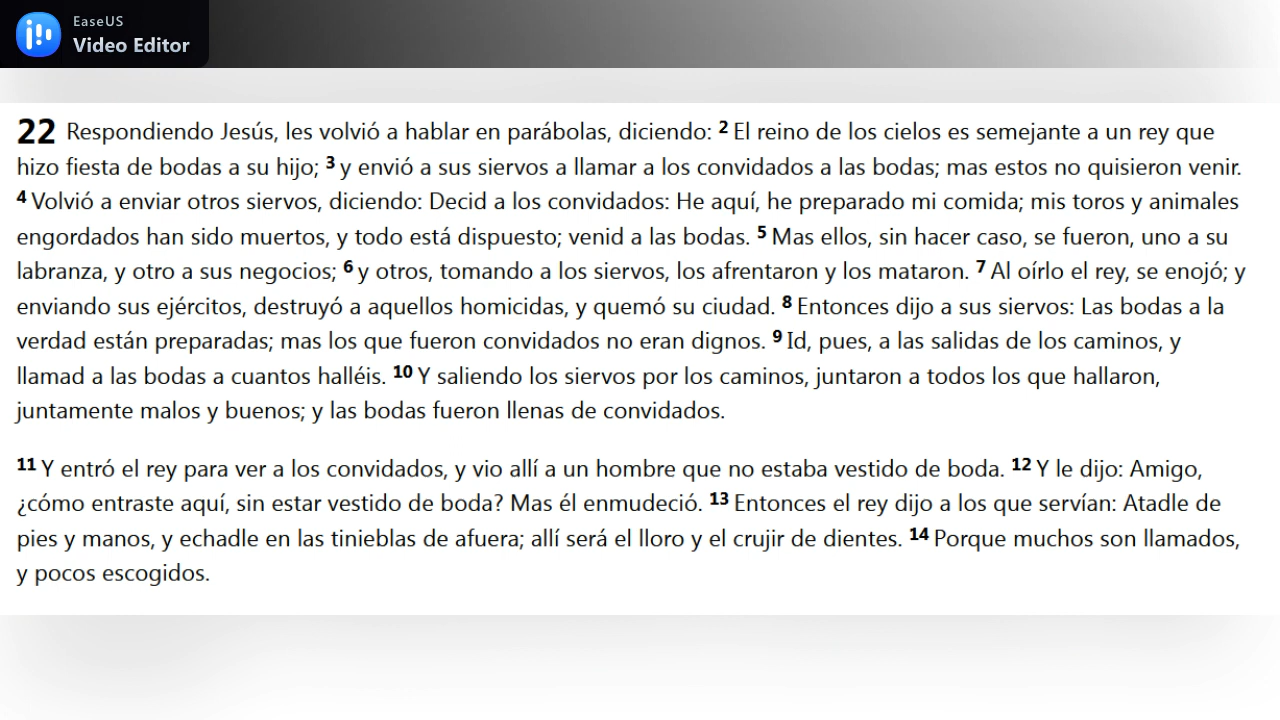 EaseUS
Video Editor
22 Respondiendo Jesús, les volvió a hablar en parábolas, diciendo: 2 El reino de los cielos es semejante a un rey que
hizo fiesta de bodas a su hijo; 3 y envió a sus siervos a llamar a los convidados a las bodas; mas estos no quisieron venir.
4 Volvió a enviar otros siervos, diciendo: Decid a los convidados: He aquí, he preparado mi comida; mis toros y animales
engordados han sido muertos, y todo está dispuesto; venid a las bodas. 5 Mas ellos, sin hacer caso, se fueron, uno a su
labranza, y otro a sus negocios; 6 y otros, tomando a los siervos, los afrentaron y los mataron. 7 Al oírlo el rey, se enojó; y
enviando sus ejércitos, destruyó a aquellos homicidas, y quemó su ciudad. 8 Entonces dijo a sus siervos: Las bodas a la
verdad están preparadas; mas los que fueron convidados no eran dignos. 9 Id, pues, a las salidas de los caminos, y
llamad a las bodas a cuantos halléis. 10 Y saliendo los siervos por los caminos, juntaron a todos los que hallaron,
juntamente malos y buenos; y las bodas fueron llenas de convidados.
11 Y entró el rey para ver a los convidados, y vio allí a un hombre que no estaba vestido de boda. 12 Y le dijo: Amigo,
¿cómo entraste aquí, sin estar vestido de boda? Mas él enmudeció. 13 Entonces el rey dijo a los que servían: Atadle de
pies y manos, y echadle en las tinieblas de afuera; allí será el lloro y el crujir de dientes. 14 Porque muchos son llamados,
y pocos escogidos.